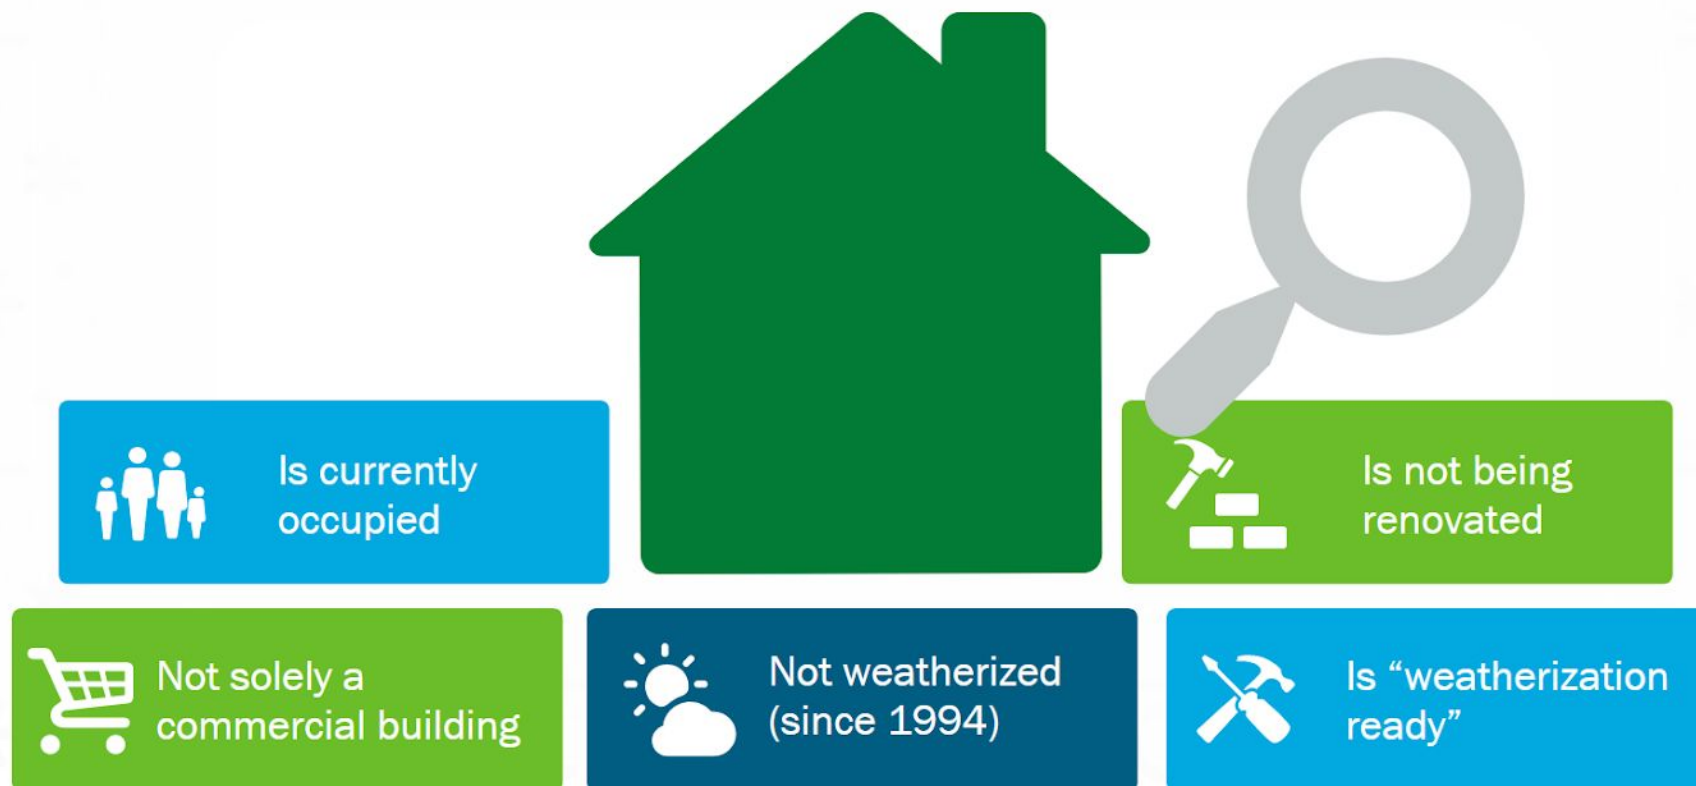 Is currently
occupied
Is not being
renovated
Not solely a
commercial building
Not weatherized
(since 1994)
Is “weatherization
ready”